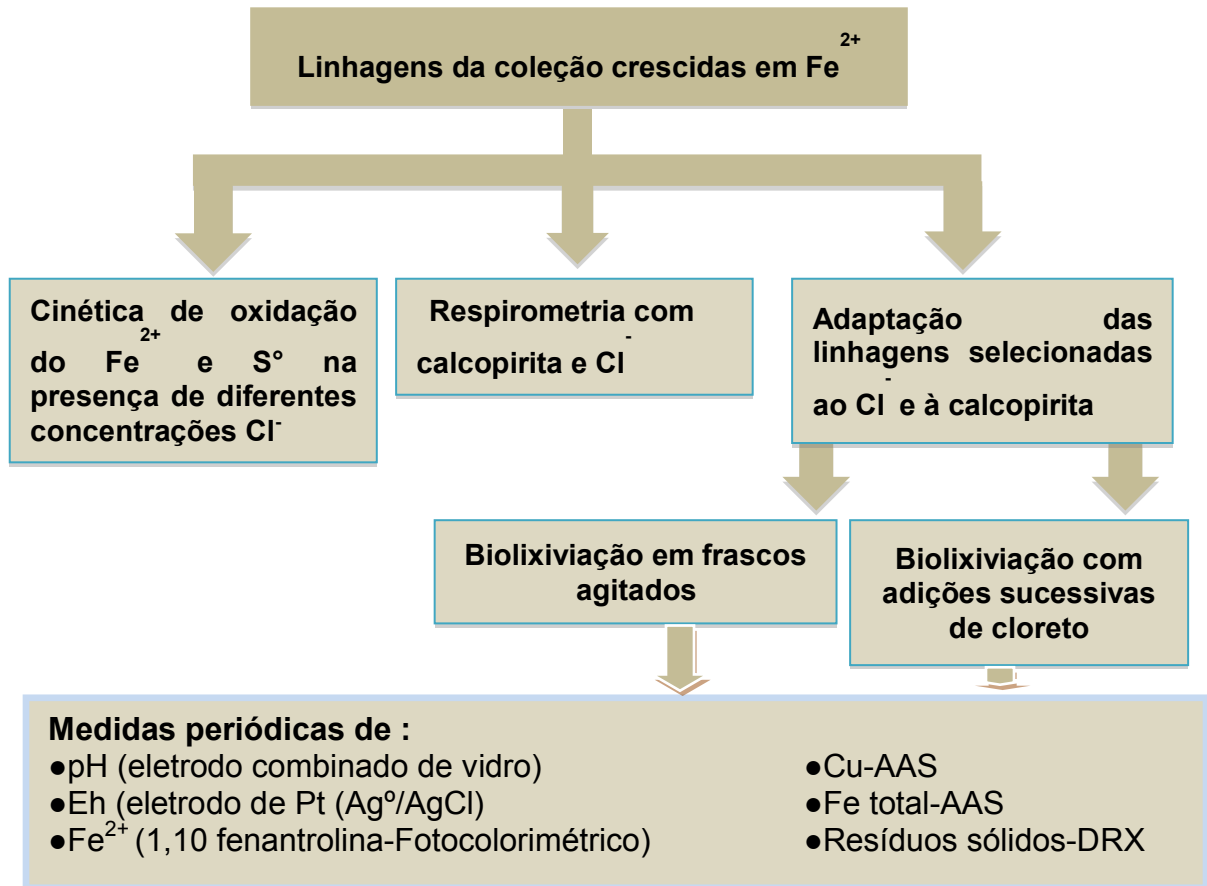 Linhagens da coleção crescidas em Fe²⁺
Cinética de oxidação
do Fe²⁺ e S° na
presença de diferentes
concentrações Cl⁻
Respirometria com
calcopirita e Cl⁻
Adaptação das
linhagens selecionadas
ao Cl⁻ e à calcopirita
Biolixiviação em frascos
agitados
Biolixiviação com
adições sucessivas
de cloreto
Medidas periódicas de :
●pH (eletrodo combinado de vidro)
●Eh (eletrodo de Pt (Agº/AgCl)
●Fe²⁺ (1,10 fenantrolina-Fotocolorimétrico)
●Cu-AAS
●Fe total-AAS
●Resíduos sólidos-DRX